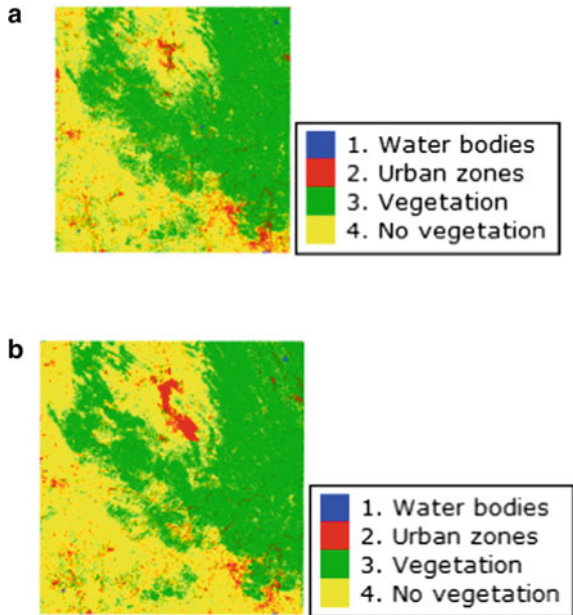 a
1. Water bodies
2. Urban zones
3. Vegetation
4. No vegetation
b
1. Water bodies
2. Urban zones
3. Vegetation
4. No vegetation